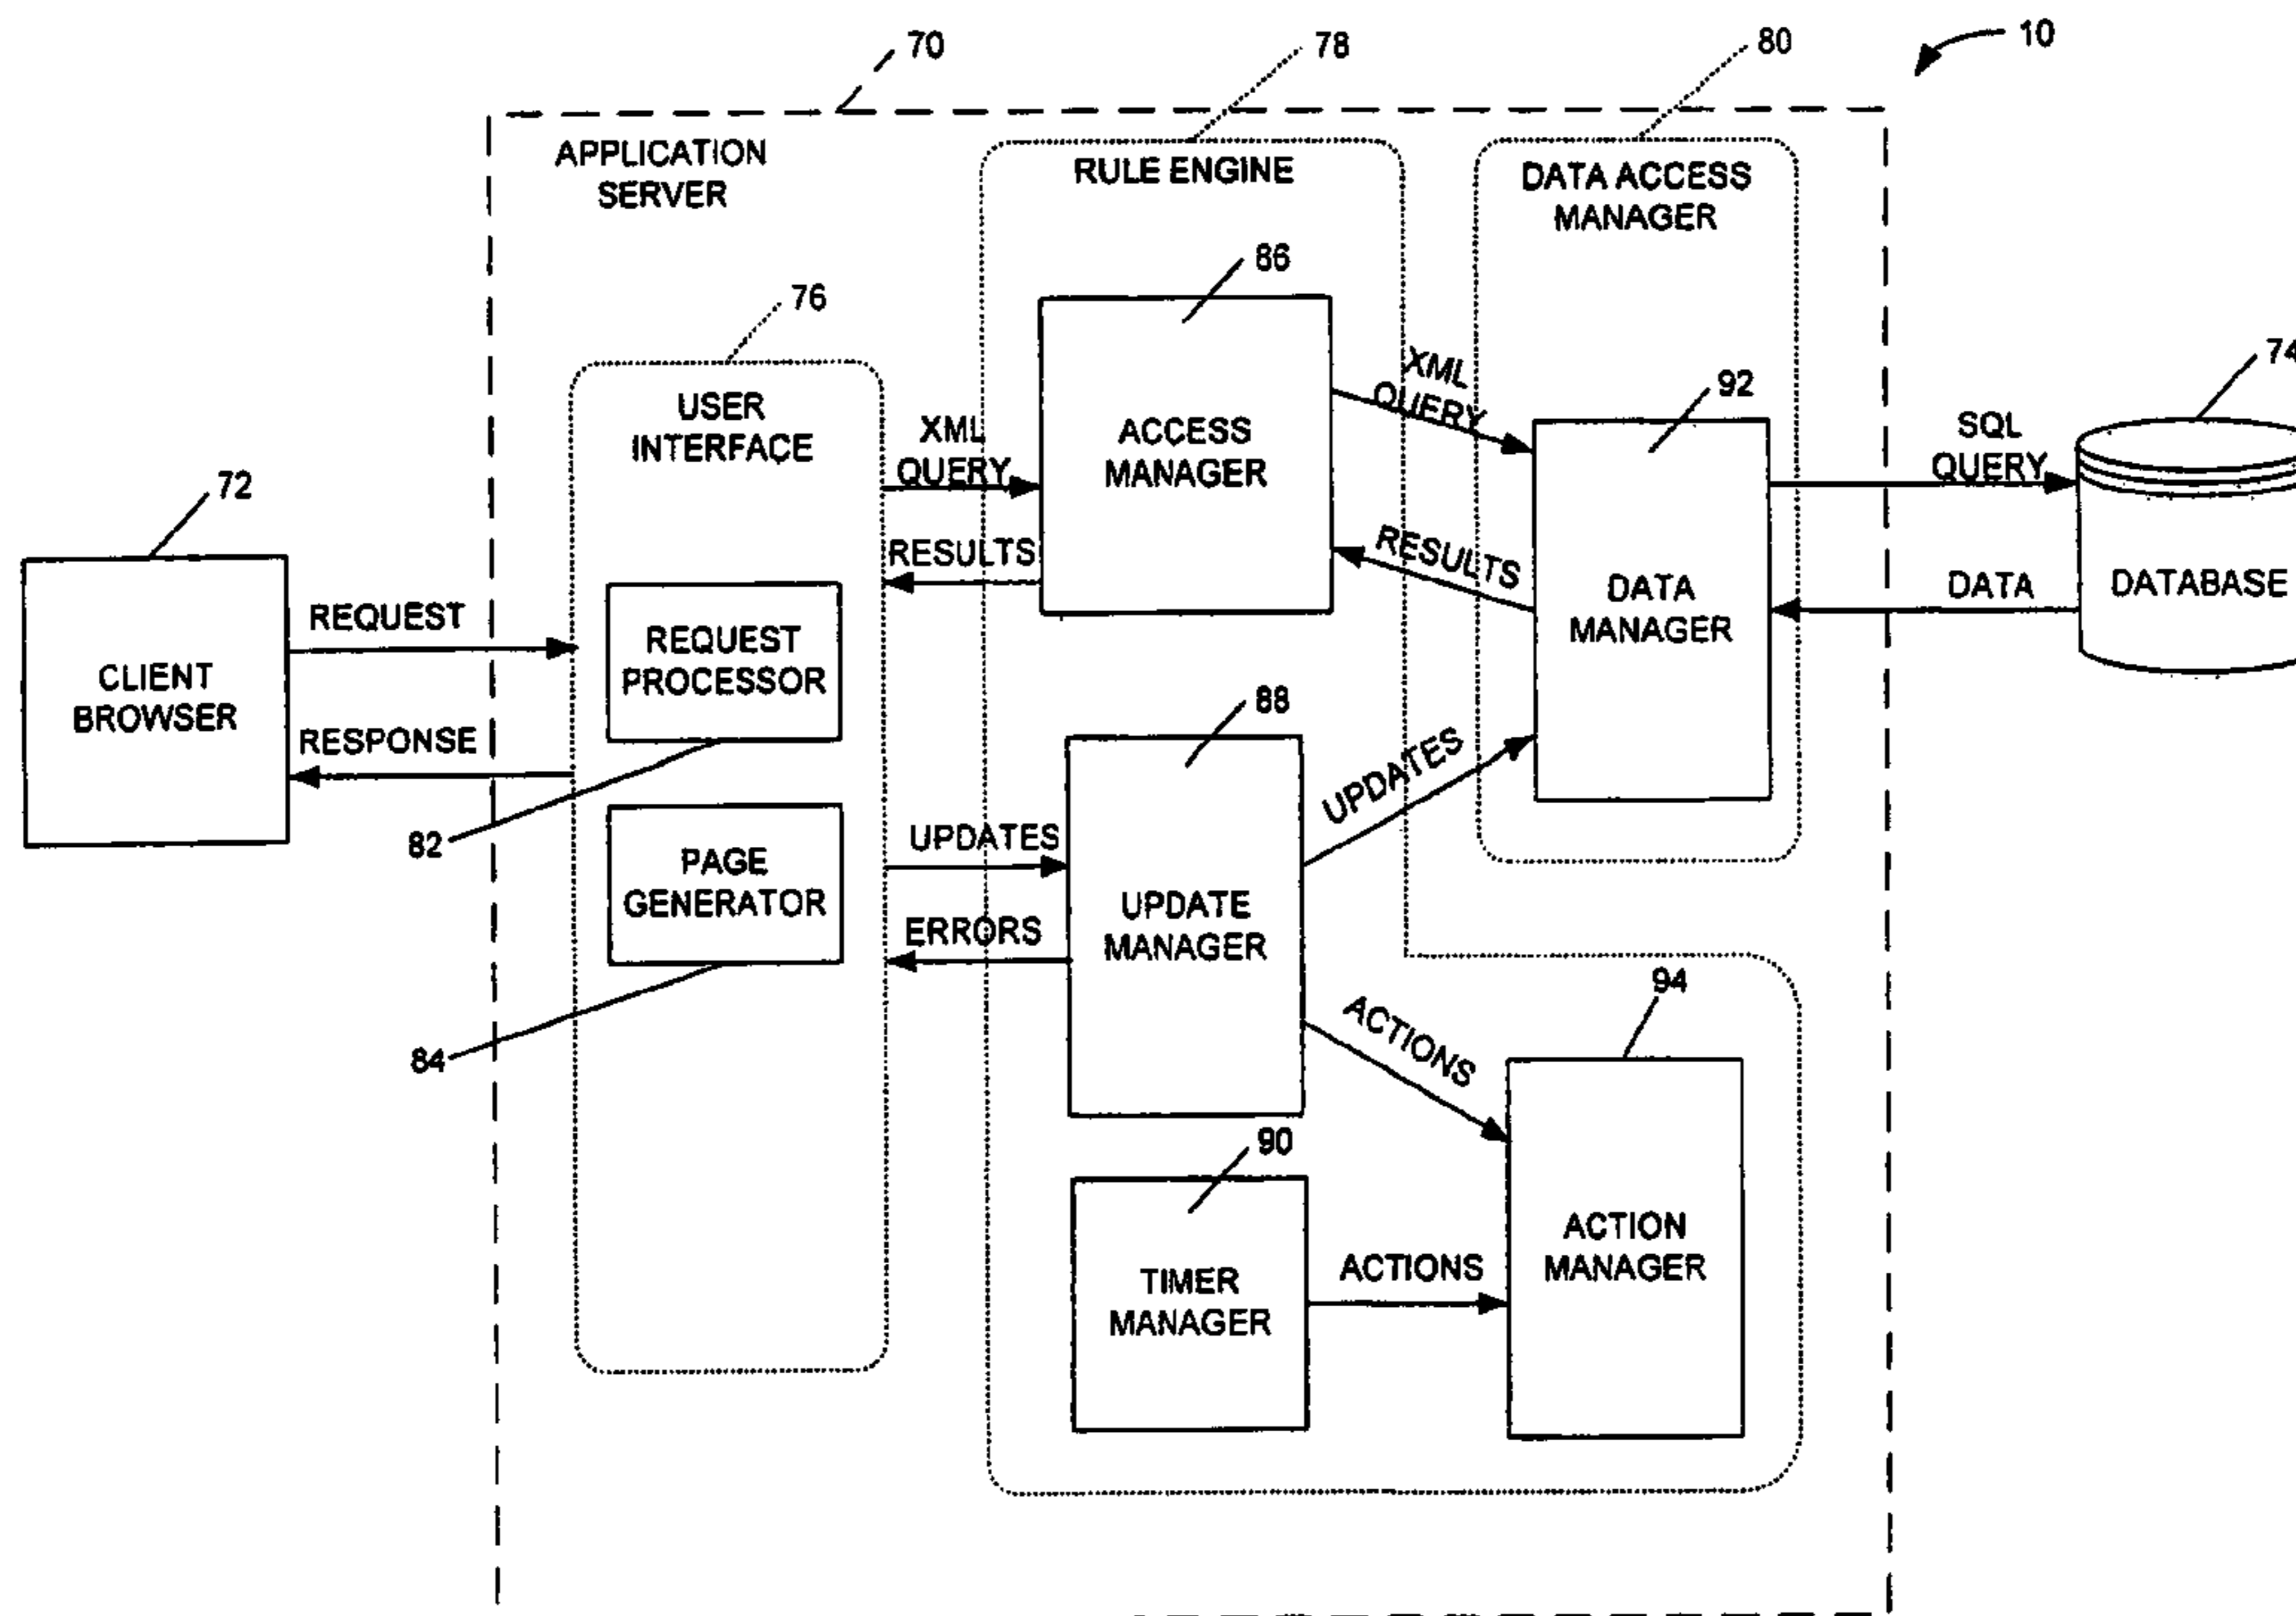 70
78
80
10
APPLICATION
SERVER
RULE ENGINE
DATA ACCESS
MANAGER
86
76
74
XML
QUERY
92
USER
INTERFACE
XML
QUERY
ACCESS
MANAGER
SQL
QUERY
72
RESULTS
RESULTS
DATA
MANAGER
DATA
DATABASE
REQUEST
REQUEST
PROCESSOR
CLIENT
BROWSER
88
RESPONSE
UPDATES
82
UPDATES
PAGE
GENERATOR
ERRORS
UPDATE
MANAGER
94
ACTIONS
84
90
ACTION
MANAGER
TIMER
MANAGER
ACTIONS